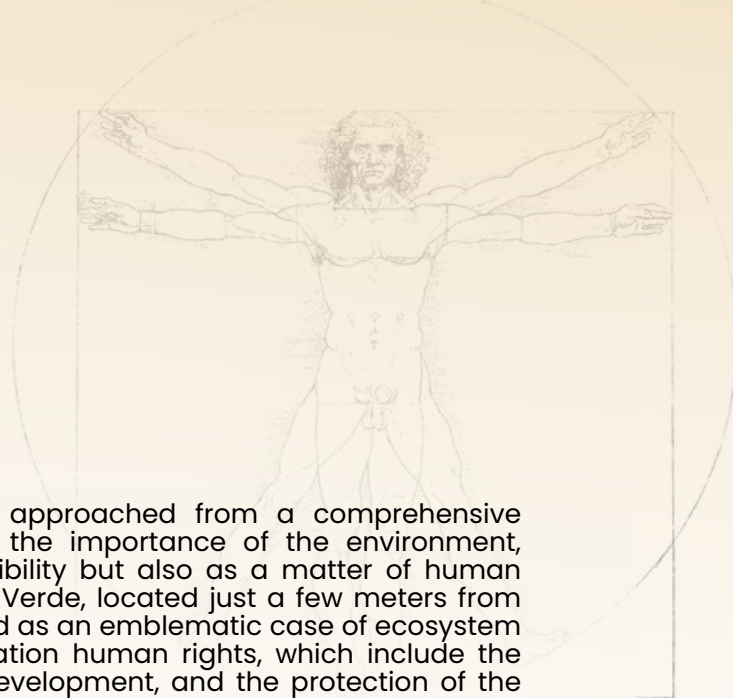 approached from a comprehensive
the importance of the environment,
ibility but also as a matter of human
Verde, located just a few meters from
d as an emblematic case of ecosystem
ation human rights, which include the
evelopment, and the protection of the